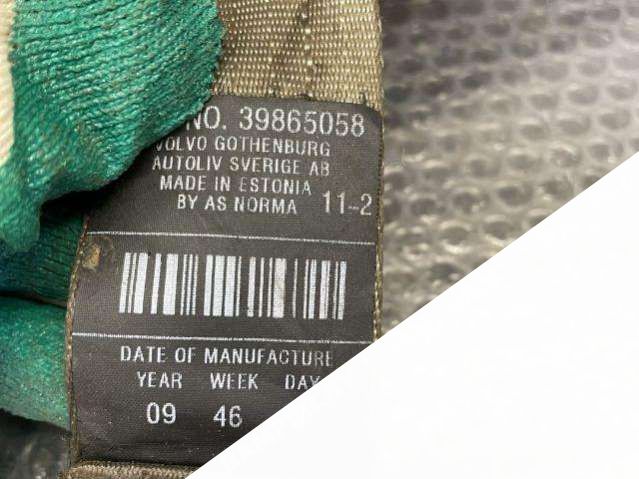 NO. 39865058
VOLVO GOTHENBURG
AUTOLIV SVERIGE AB
MADE IN ESTONIA
BY AS NORMA 11-2
DATE OF MANUFACTURE
YEAR WEEK DAY
09 46